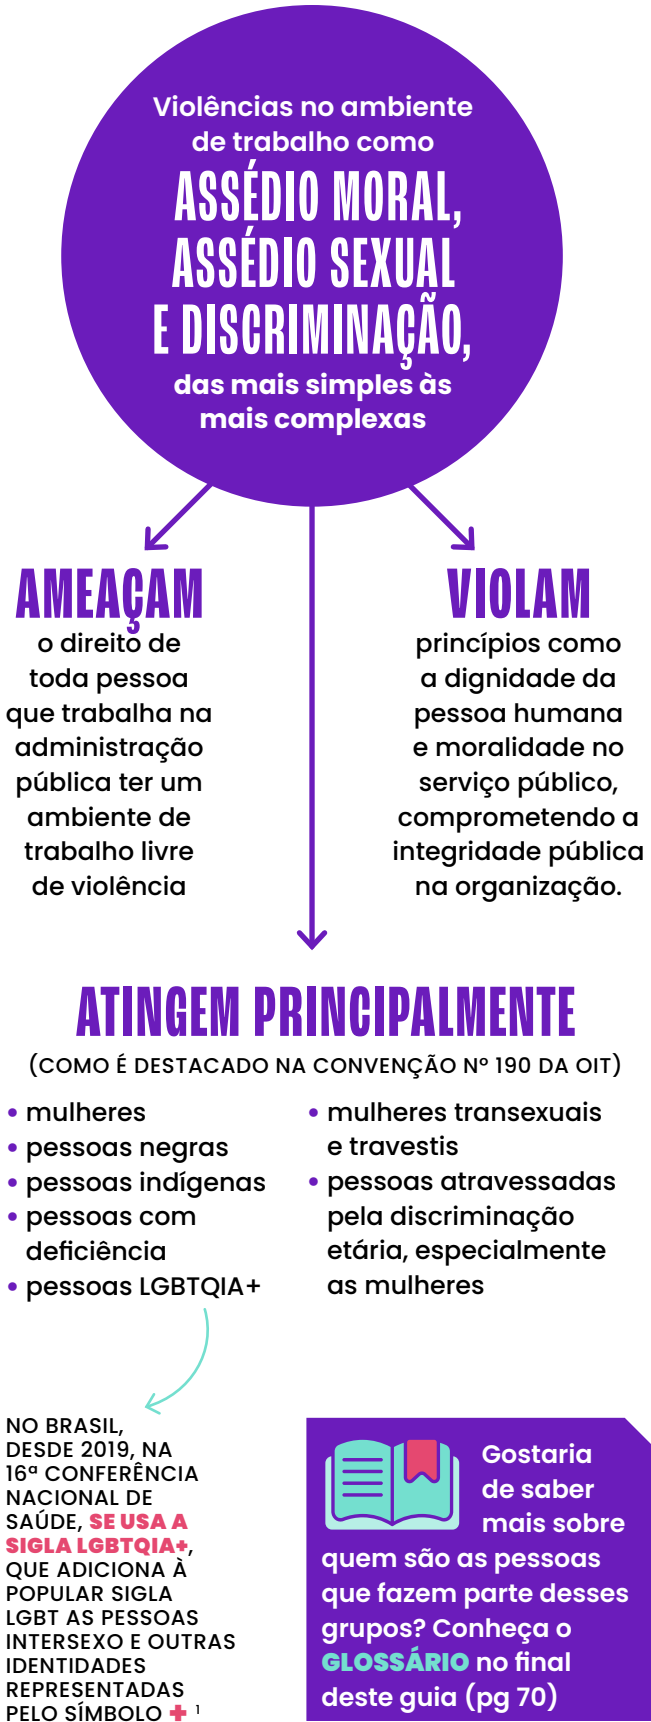 Violências no ambiente
de trabalho como
ASSÉDIO MORAL,
ASSÉDIO SEXUAL
E DISCRIMINAÇÃO,
das mais simples às
mais complexas
AMEAÇAM
o direito de
toda pessoa
que trabalha na
administração
pública ter um
ambiente de
trabalho livre
de violência
VIOLAM
princípios como
a dignidade da
pessoa humana
e moralidade no
serviço público,
comprometendo a
integridade pública
na organização.
ATINGEM PRINCIPALMENTE
(COMO É DESTACADO NA CONVENÇÃO Nº 190 DA OIT)
• mulheres
• pessoas negras
• pessoas indígenas
• pessoas com
deficiência
• pessoas LGBTQIA+
• mulheres transexuais
e travestis
• pessoas atravessadas
pela discriminação
etária, especialmente
as mulheres
NO BRASIL,
DESDE 2019, NA
16ª CONFERÊNCIA
NACIONAL DE
SAÚDE, SE USA A
SIGLA LGBTQIA+,
QUE ADICIONA À
POPULAR SIGLA
LGBT AS PESSOAS
INTERSEXO E OUTRAS
IDENTIDADES
REPRESENTADAS
PELO SÍMBOLO + ¹
Gostaria
de saber
mais sobre
quem são as pessoas
que fazem parte desses
grupos? Conheça o
GLOSSÁRIO no final
deste guia (pg 70)